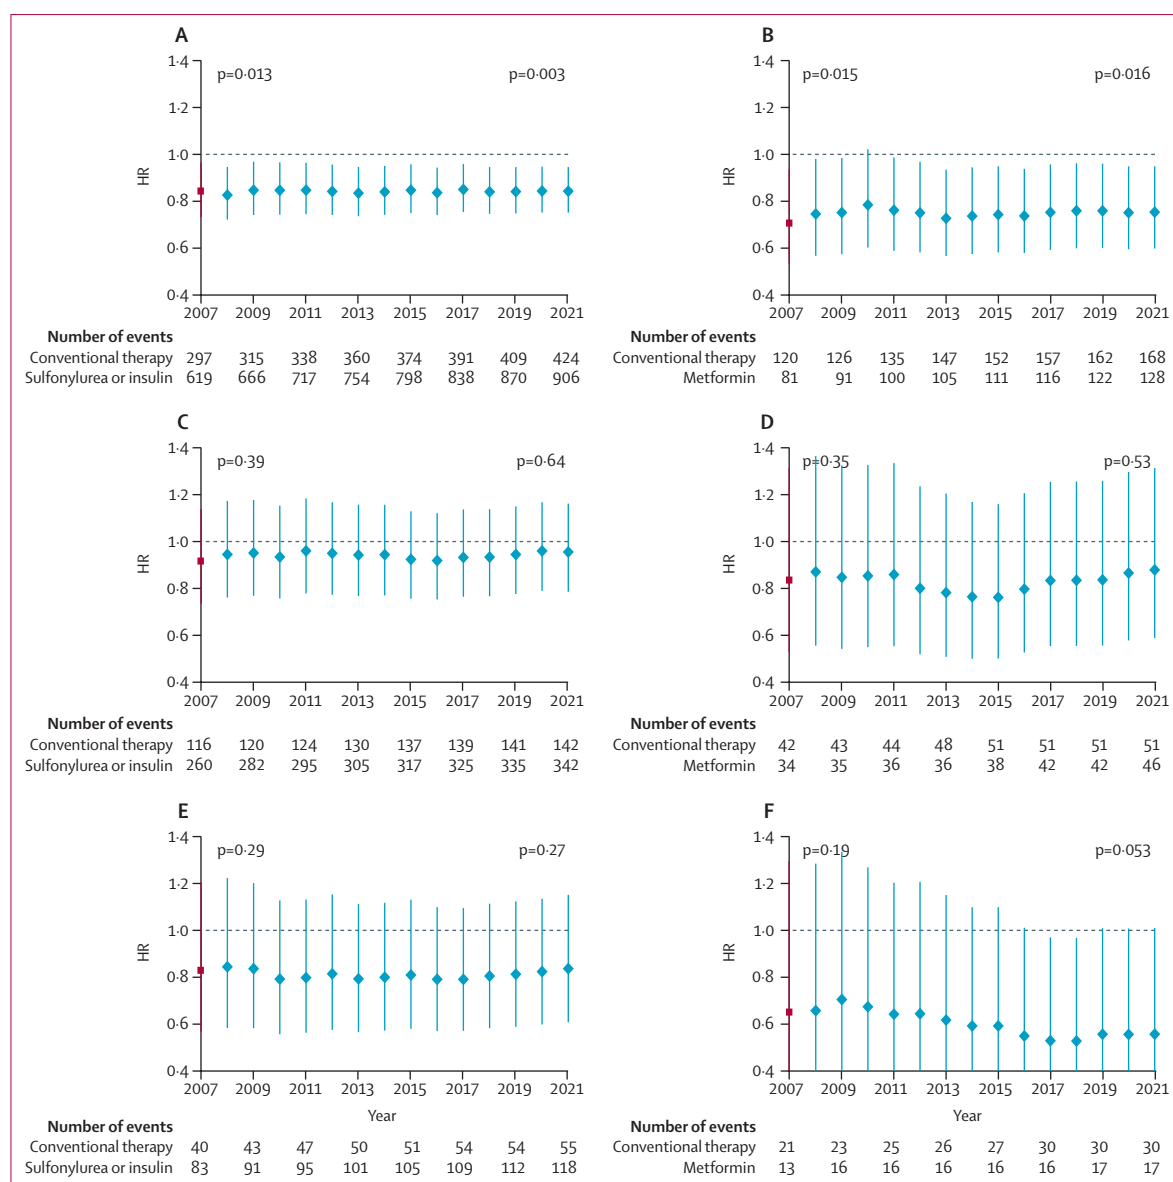 A
1·4
1·2
1·0
0·8
0·6
0·4
HR
p=0·013 p=0·003
2007 2009 2011 2013 2015 2017 2019 2021
Number of events
Conventional therapy 297 315 338 360 374 391 409 424
Sulfonylurea or insulin 619 666 717 754 798 838 870 906
B
1·4
1·2
1·0
0·8
0·6
0·4
HR
p=0·015 p=0·016
2007 2009 2011 2013 2015 2017 2019 2021
Number of events
Conventional therapy 120 126 135 147 152 157 162 168
Metformin 81 91 100 105 111 116 122 128
C
1·4
1·2
1·0
0·8
0·6
0·4
HR
p=0·39 p=0·64
2007 2009 2011 2013 2015 2017 2019 2021
Number of events
Conventional therapy 116 120 124 130 137 139 141 142
Sulfonylurea or insulin 260 282 295 305 317 325 335 342
D
1·4
1·2
1·0
0·8
0·6
0·4
HR
p=0·35 p=0·53
2007 2009 2011 2013 2015 2017 2019 2021
Number of events
Conventional therapy 42 43 44 48 51 51 51 51
Metformin 34 35 36 36 38 42 42 46
E
1·4
1·2
1·0
0·8
0·6
0·4
HR
p=0·29 p=0·27
2007 2009 2011 2013 2015 2017 2019 2021
Year
Number of events
Conventional therapy 40 43 47 50 51 54 54 55
Sulfonylurea or insulin 83 91 95 101 105 109 112 118
F
1·4
1·2
1·0
0·8
0·6
0·4
HR
p=0·19 p=0·053
2007 2009 2011 2013 2015 2017 2019 2021
Year
Number of events
Conventional therapy 21 23 25 26 27 30 30 30
Metformin 13 16 16 16 16 16 17 17